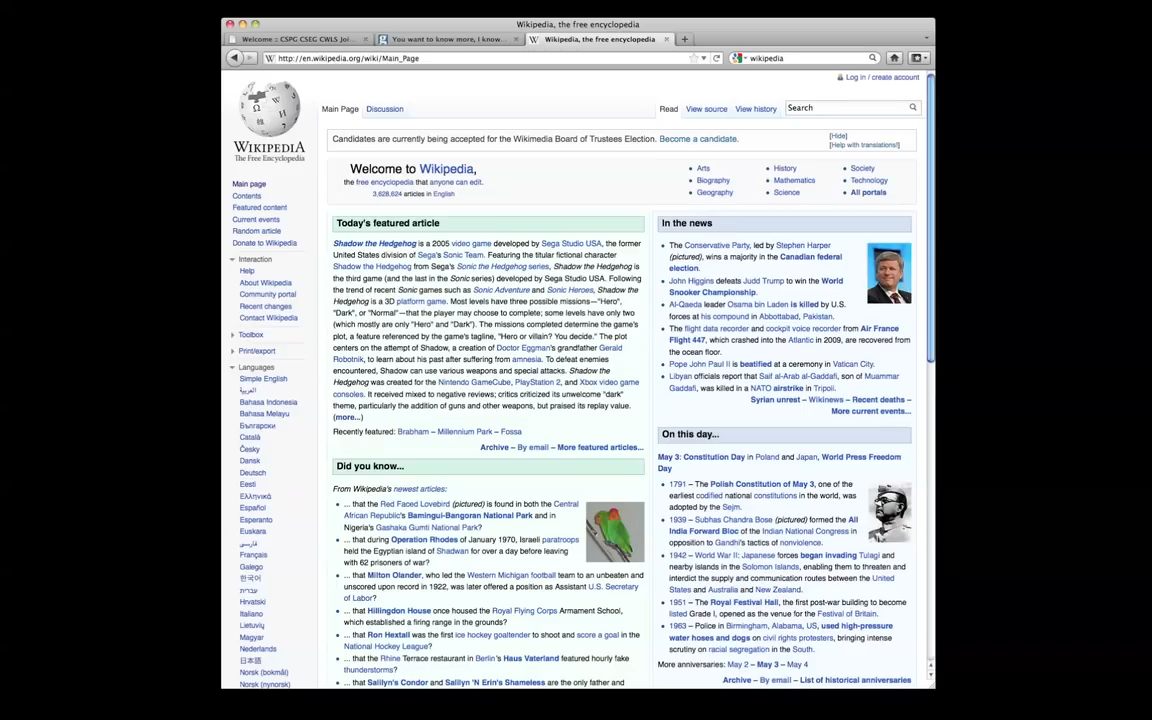 Wikipedia, the free encyclopedia
Welcome :: CSPG CSEG CWLS Joi...
You want to know more, I know...
Wikipedia, the free encyclopedia
http://en.wikipedia.org/wiki/Main_Page
wikipedia
Log in / create account
Main Page
Discussion
Read
View source
View history
Search
WIKIPEDIA
The Free Encyclopedia
Main page
Contents
Featured content
Current events
Random article
Donate to Wikipedia
Interaction
Help
About Wikipedia
Community portal
Recent changes
Contact Wikipedia
Toolbox
Print/export
Languages
Simple English
العربية
Bahasa Indonesia
Bahasa Melayu
Български
Català
Česky
Dansk
Deutsch
Eesti
Ελληνικά
Español
Esperanto
Euskara
فارسی
Français
Galego
한국어
עברית
Hrvatski
Italiano
Lietuvių
Magyar
Nederlands
日本語
Norsk (bokmål)
Norsk (nynorsk)
Candidates are currently being accepted for the Wikimedia Board of Trustees Election. Become a candidate.
[Hide]
[Help with translations!]
Welcome to Wikipedia,
the free encyclopedia that anyone can edit.
3,628,624 articles in English
Arts
Biography
Geography
History
Mathematics
Science
Society
Technology
All portals
Today's featured article
Shadow the Hedgehog is a 2005 video game developed by Sega Studio USA, the former
United States division of Sega's Sonic Team. Featuring the titular fictional character
Shadow the Hedgehog from Sega's Sonic the Hedgehog series, Shadow the Hedgehog is
the third game (and the last in the Sonic series) developed by Sega Studio USA. Following
the trend of recent Sonic games such as Sonic Adventure and Sonic Heroes, Shadow the
Hedgehog is a 3D platform game. Most levels have three possible missions—"Hero",
"Dark", or "Normal"—that the player may choose to complete; some levels have only two
(which mostly are only "Hero" and "Dark"). The missions completed determine the game's
plot, a feature referenced by the game's tagline, "Hero or villain? You decide." The plot
centers on the attempt of Shadow, a creation of Doctor Eggman's grandfather Gerald
Robotnik, to learn about his past after suffering from amnesia. To defeat enemies
encountered, Shadow can use various weapons and special attacks. Shadow the
Hedgehog was created for the Nintendo GameCube, PlayStation 2, and Xbox video game
consoles. It received mixed to negative reviews; critics criticized its unwelcome "dark"
theme, particularly the addition of guns and other weapons, but praised its replay value.
(more...)
Recently featured: Brabham – Millennium Park – Fossa
Archive – By email – More featured articles...
Did you know...
From Wikipedia's newest articles:
... that the Red Faced Lovebird (pictured) is found in both the Central
African Republic's Bamingui-Bangoran National Park and in
Nigeria's Gashaka Gumti National Park?
... that during Operation Rhodes of January 1970, Israeli paratroops
held the Egyptian island of Shadwan for over a day before leaving
with 62 prisoners of war?
... that Milton Olander, who led the Western Michigan football team to an unbeaten and
unscored upon record in 1922, was later offered a position as Assistant U.S. Secretary
of Labor?
... that Hillingdon House once housed the Royal Flying Corps Armament School,
which established a firing range in the grounds?
... that Ron Hextall was the first ice hockey goaltender to shoot and score a goal in the
National Hockey League?
... that the Rhine Terrace restaurant in Berlin's Haus Vaterland featured hourly fake
thunderstorms?
... that Salilyn's Condor and Salilyn 'N Erin's Shameless are the only father and
In the news
The Conservative Party, led by Stephen Harper
(pictured), wins a majority in the Canadian federal
election.
John Higgins defeats Judd Trump to win the World
Snooker Championship.
Al-Qaeda leader Osama bin Laden is killed by U.S.
forces at his compound in Abbottabad, Pakistan.
The flight data recorder and cockpit voice recorder from Air France
Flight 447, which crashed into the Atlantic in 2009, are recovered from
the ocean floor.
Pope John Paul II is beatified at a ceremony in Vatican City.
Libyan officials report that Saif al-Arab al-Gaddafi, son of Muammar
Gaddafi, was killed in a NATO airstrike in Tripoli.
Syrian unrest – Wikinews – Recent deaths –
More current events...
On this day...
May 3: Constitution Day in Poland and Japan, World Press Freedom
Day
1791 – The Polish Constitution of May 3, one of the
earliest codified national constitutions in the world, was
adopted by the Sejm.
1939 – Subhas Chandra Bose (pictured) formed the All
India Forward Bloc of the Indian National Congress in
opposition to Gandhi's tactics of nonviolence.
1942 – World War II: Japanese forces began invading Tulagi and
nearby islands in the Solomon Islands, enabling them to threaten and
interdict the supply and communication routes between the United
States and Australia and New Zealand.
1951 – The Royal Festival Hall, the first post-war building to become
listed Grade I, opened as the venue for the Festival of Britain.
1963 – Police in Birmingham, Alabama, US, used high-pressure
water hoses and dogs on civil rights protesters, bringing intense
scrutiny on racial segregation in the South.
More anniversaries: May 2 – May 3 – May 4
Archive – By email – List of historical anniversaries